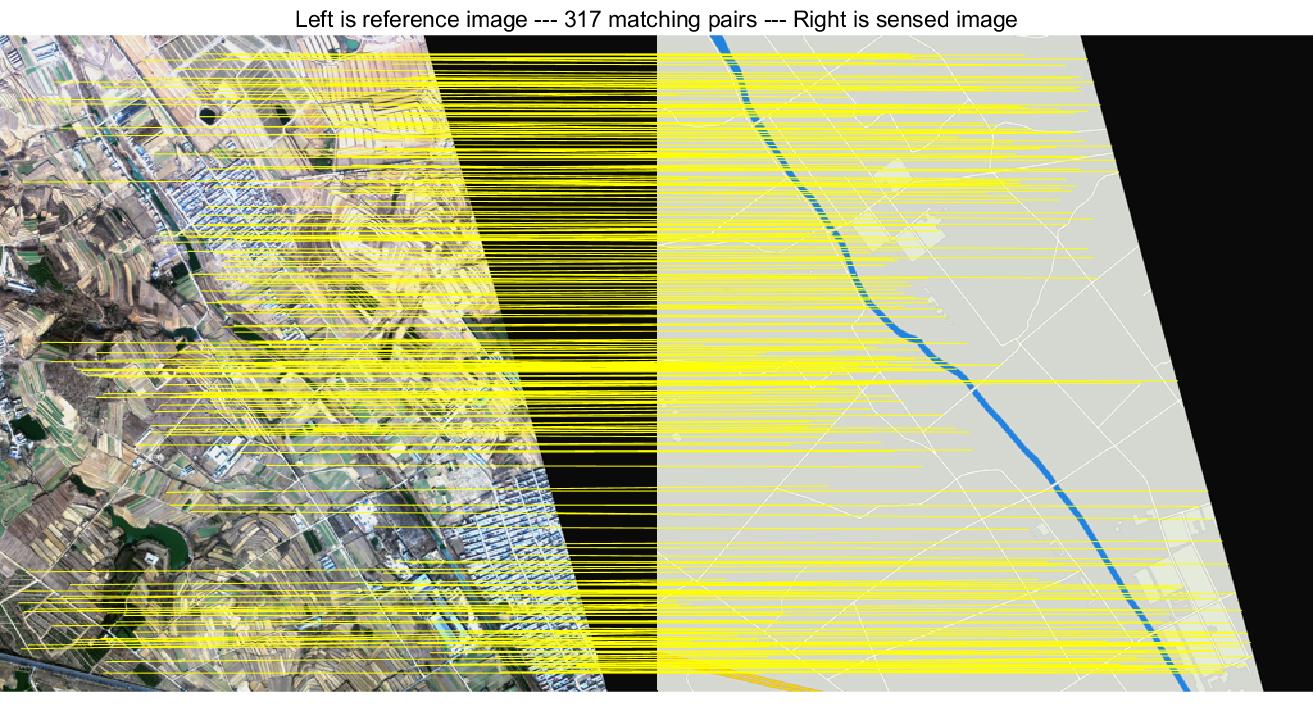 Left is reference image --- 317 matching pairs --- Right is sensed image